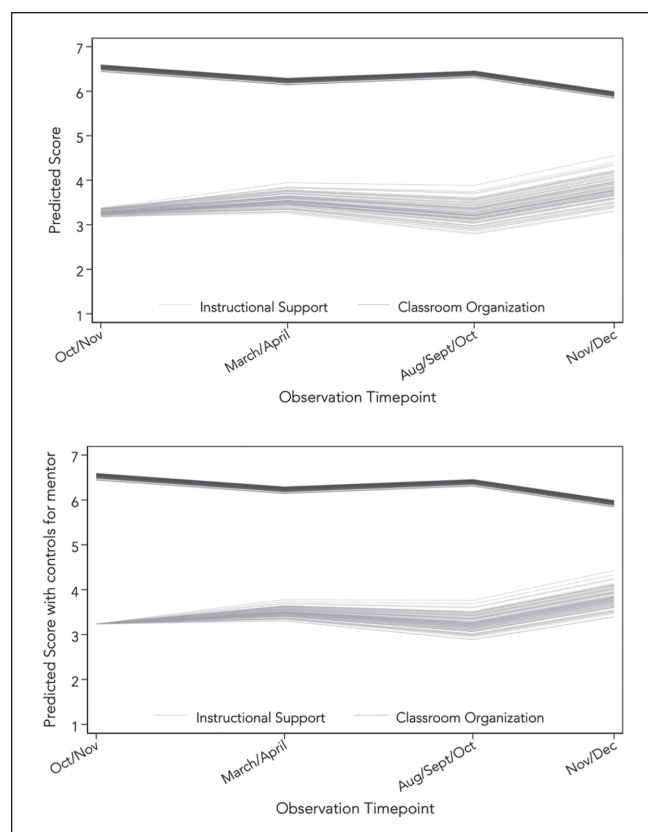 7
6
5
4
3
2
1
Predicted Score
Instructional Support
Classroom Organization
Oct/Nov
March/April
Aug/Sept/Oct
Nov/Dec
Observation Timepoint
7
6
5
4
3
2
1
Predicted Score with controls for mentor
Instructional Support
Classroom Organization
Oct/Nov
March/April
Aug/Sept/Oct
Nov/Dec
Observation Timepoint